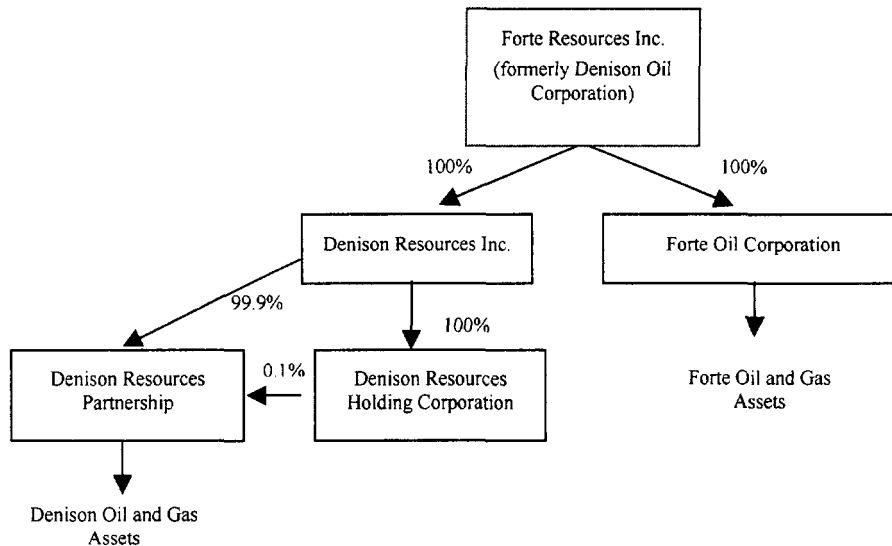 Forte Resources Inc.
(formerly Denison Oil
Corporation)
100%
100%
Denison Resources Inc.
Forte Oil Corporation
99.9%
100%
Denison Resources
Partnership
0.1%
Denison Resources
Holding Corporation
Forte Oil and Gas
Assets
Denison Oil and Gas
Assets